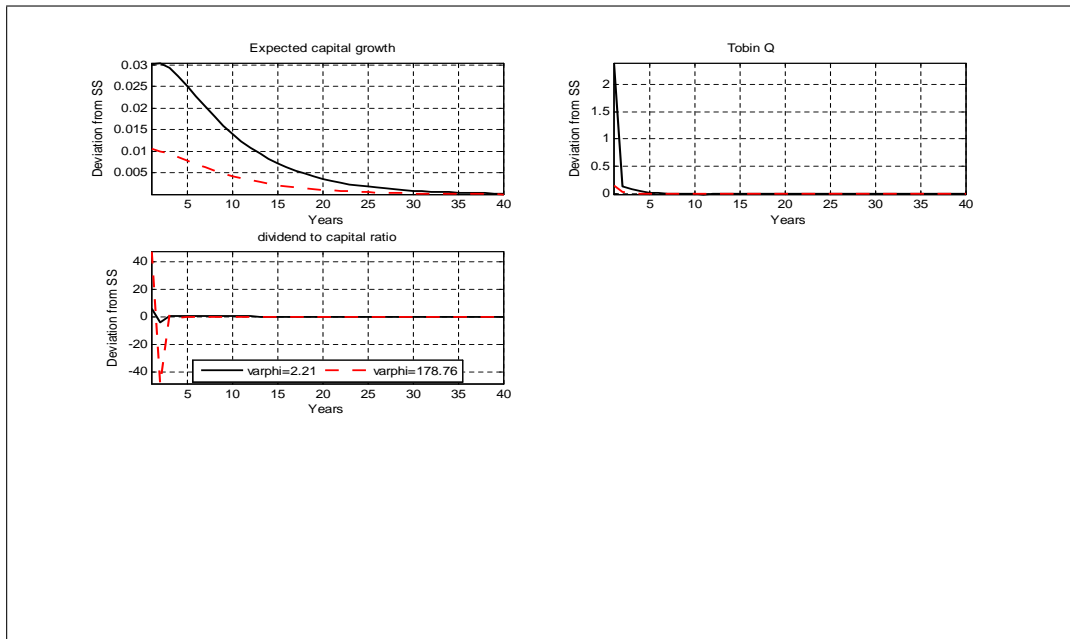 Expected capital growth
Deviation from SS
0.03
0.025
0.02
0.015
0.01
0.005
5 10 15 20 25 30 35 40
Years
Tobin Q
Deviation from SS
2
1.5
1
0.5
0
5 10 15 20 25 30 35 40
Years
dividend to capital ratio
Deviation from SS
40
20
0
-20
-40
varphi=2.21 varphi=178.76
5 10 15 20 25 30 35 40
Years